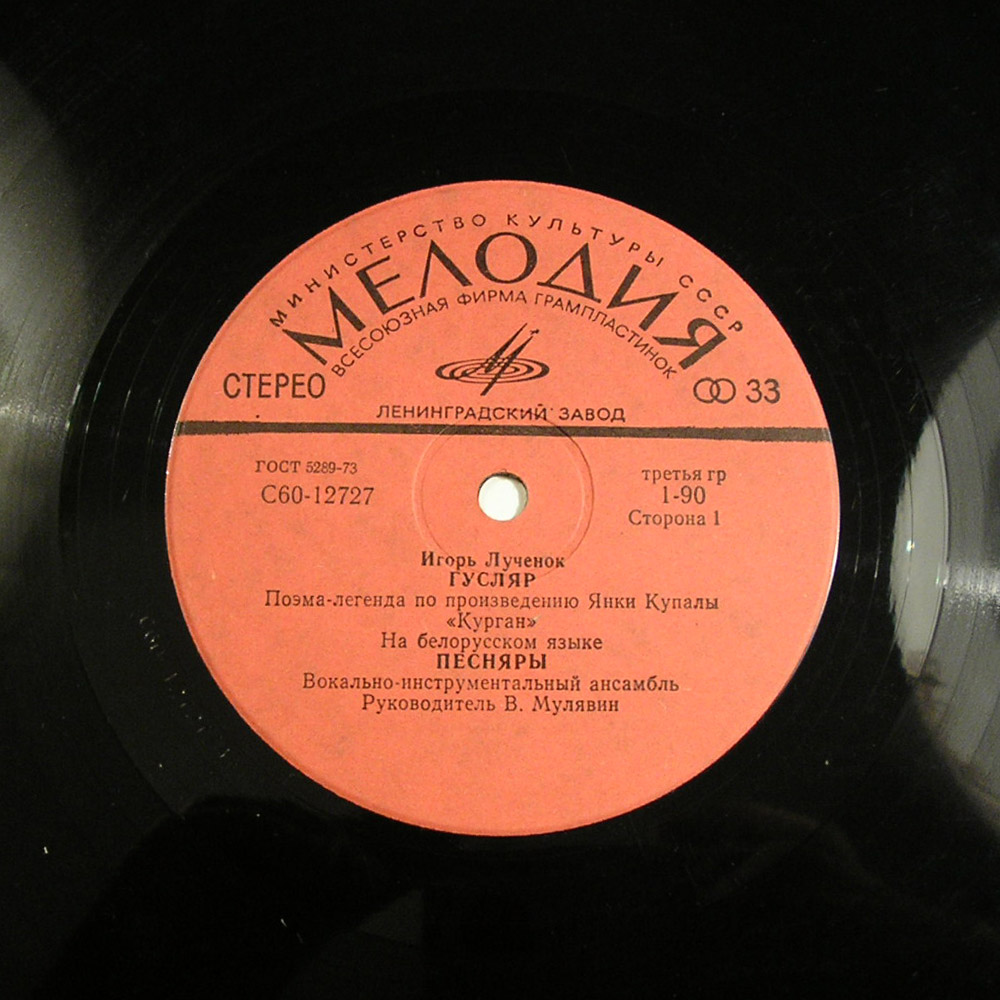 МИНИСТЕРСТВО КУЛЬТУРЫ СССР
МЕЛОДИЯ
ВСЕСОЮЗНАЯ ФИРМА ГРАМПЛАСТИНОК
СТЕРЕО
33
ЛЕНИНГРАДСКИЙ ЗАВОД
ГОСТ 5289-73
С60-12727
третья гр
1-90
Сторона 1
Игорь Лученок
ГУСЛЯР
Поэма-легенда по произведению Янки Купалы
«Курган»
На белорусском языке
ПЕСНЯРЫ
Вокально-инструментальный ансамбль
Руководитель В. Мулявин